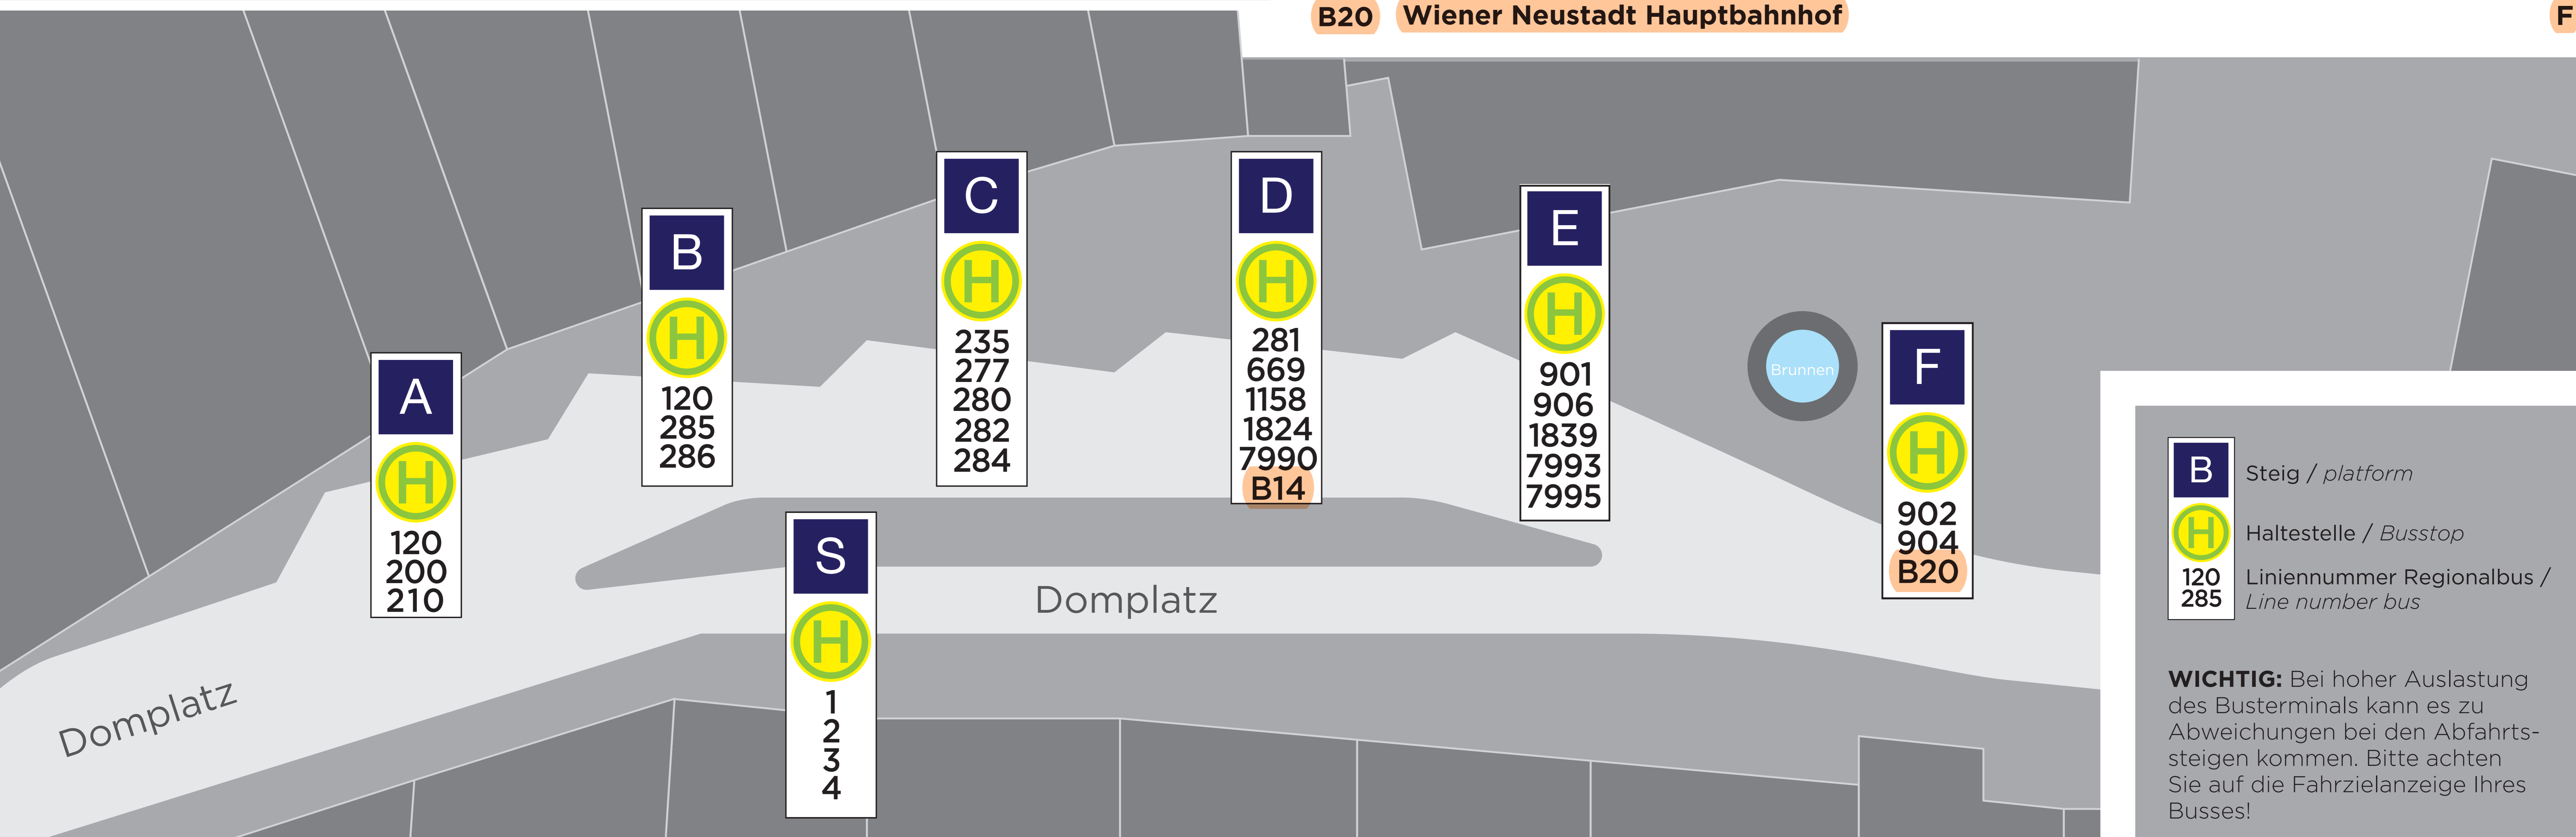 B20 Wiener Neustadt Hauptbahnhof F
A
H
120
200
210
B
H
120
285
286
C
H
235
277
280
282
284
D
H
281
669
1158
1824
7990
B14
E
H
901
906
1839
7993
7995
Brunnen
F
H
902
904
B20
S
H
1
2
3
4
Domplatz
Domplatz
B Steig / platform
H Haltestelle / Busstop
120 Liniennummer Regionalbus /
285 Line number bus
WICHTIG: Bei hoher Auslastung
des Busterminals kann es zu
Abweichungen bei den Abfahrts-
steigen kommen. Bitte achten
Sie auf die Fahrzielanzeige Ihres
Busses!